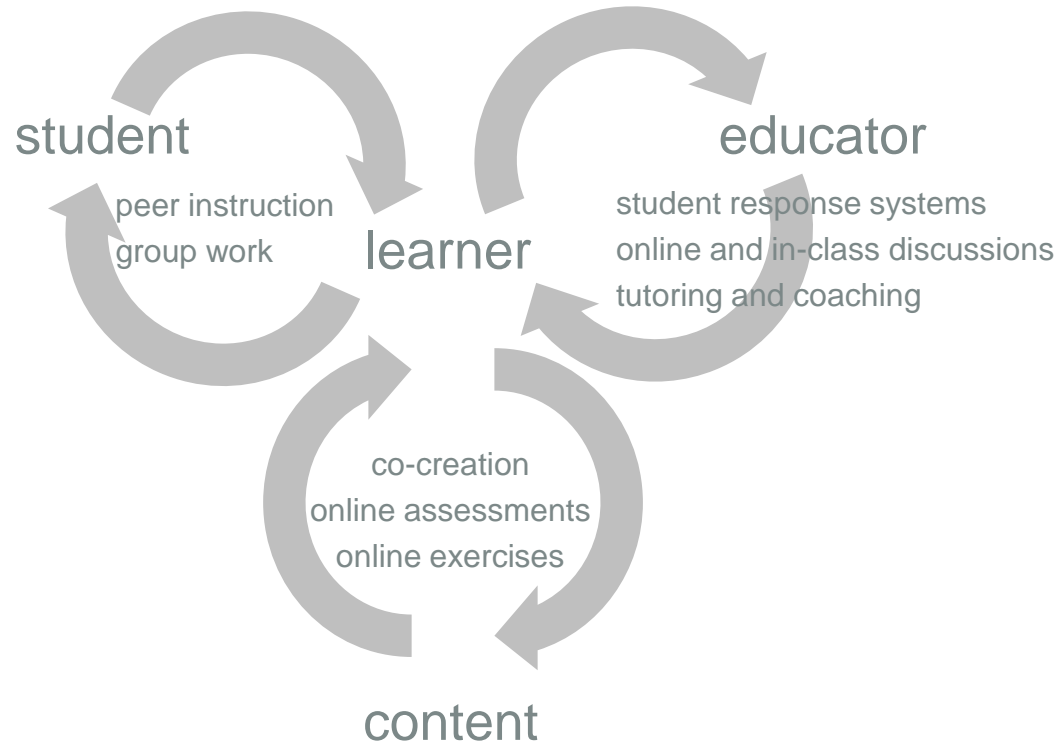 student
educator
peer instruction
group work
learner
student response systems
online and in-class discussions
tutoring and coaching
co-creation
online assessments
online exercises
content